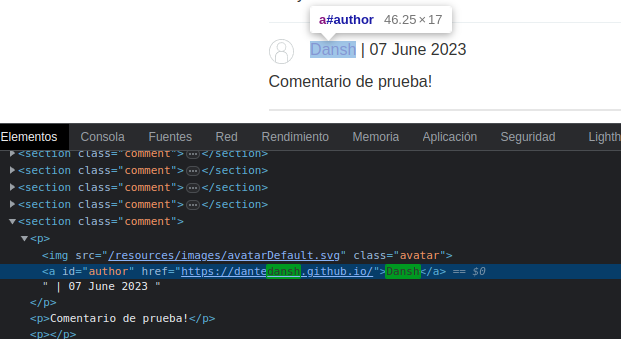 a#author 46.25×17
Dansh | 07 June 2023
Comentario de prueba!
Elementos Consola Fuentes Red Rendimiento Memoria Aplicación Seguridad Lighth
<section class="comment"> ••• </section>
<section class="comment"> ••• </section>
<section class="comment"> ••• </section>
<section class="comment"> ••• </section>
<section class="comment">
<p>
<img src="/resources/images/avatarDefault.svg" class="avatar">
<a id="author" href="https://dantedansh.github.io/">Dansh</a> == $0
" | 07 June 2023 "
</p>
<p>Comentario de prueba!</p>
<p></p>